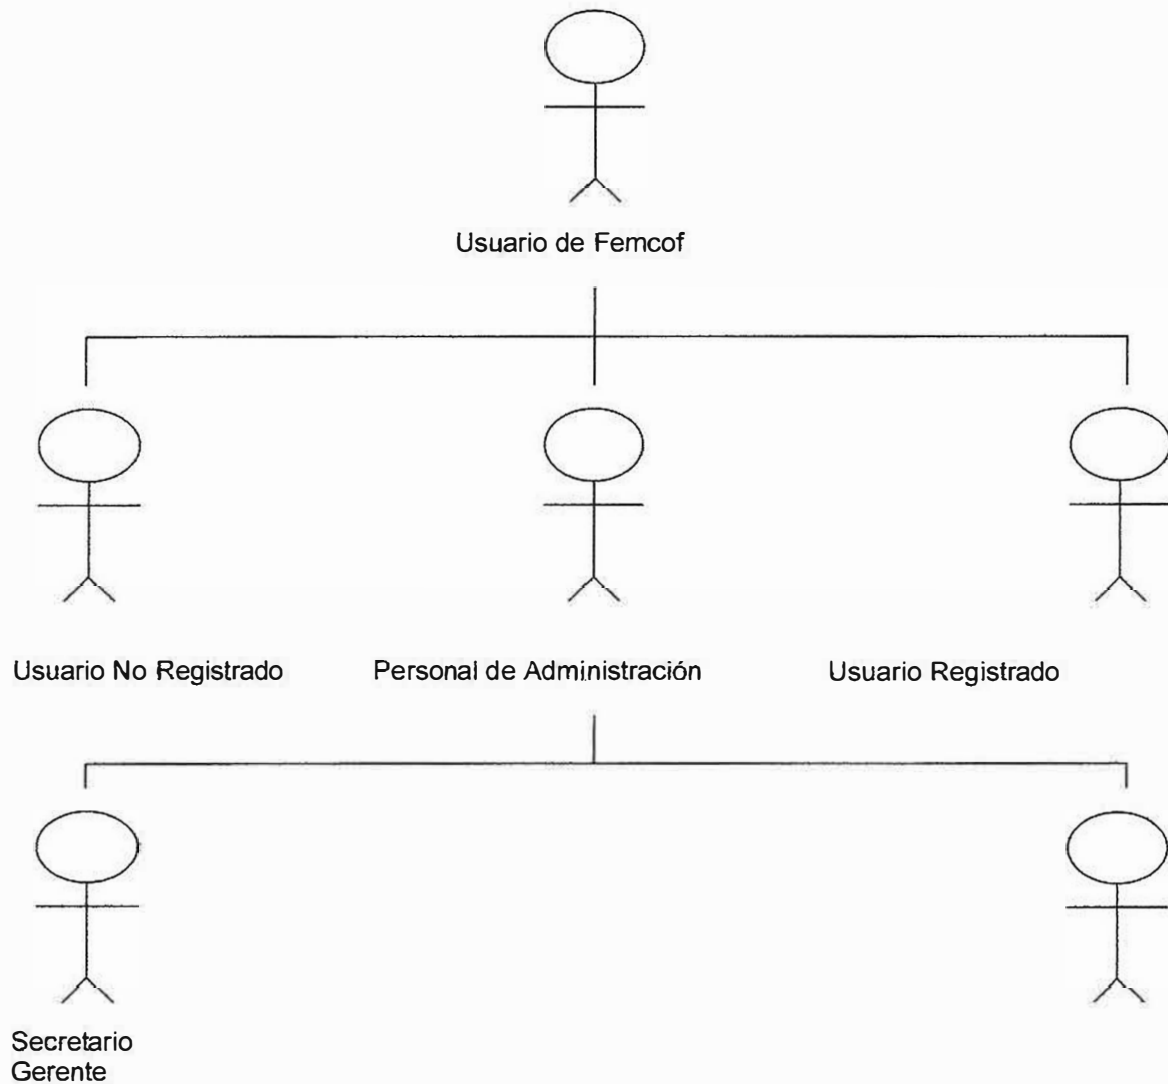 Usuario de Femcof
Usuario No Registrado
Personal de Administración
Usuario Registrado
Secretario
Gerente